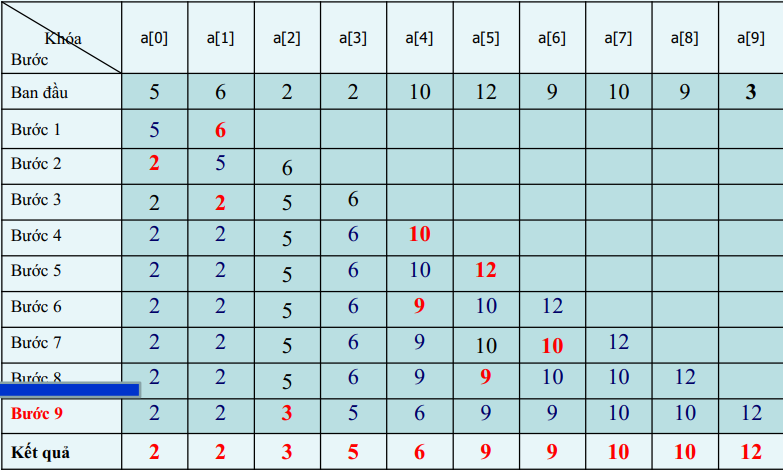 Khóa a[0] a[1] a[2] a[3] a[4] a[5] a[6] a[7] a[8] a[9]
Bước
Ban đầu 5 6 2 2 10 12 9 10 9 3
Bước 1 5 6
Bước 2 2 5 6
Bước 3 2 2 5 6
Bước 4 2 2 5 6 10
Bước 5 2 2 5 6 10 12
Bước 6 2 2 5 6 9 10 12
Bước 7 2 2 5 6 9 10 10 12
Bước 8 2 2 5 6 9 9 10 10 12
Bước 9 2 2 3 5 6 9 9 10 10 12
Kết quả 2 2 3 5 6 9 9 10 10 12